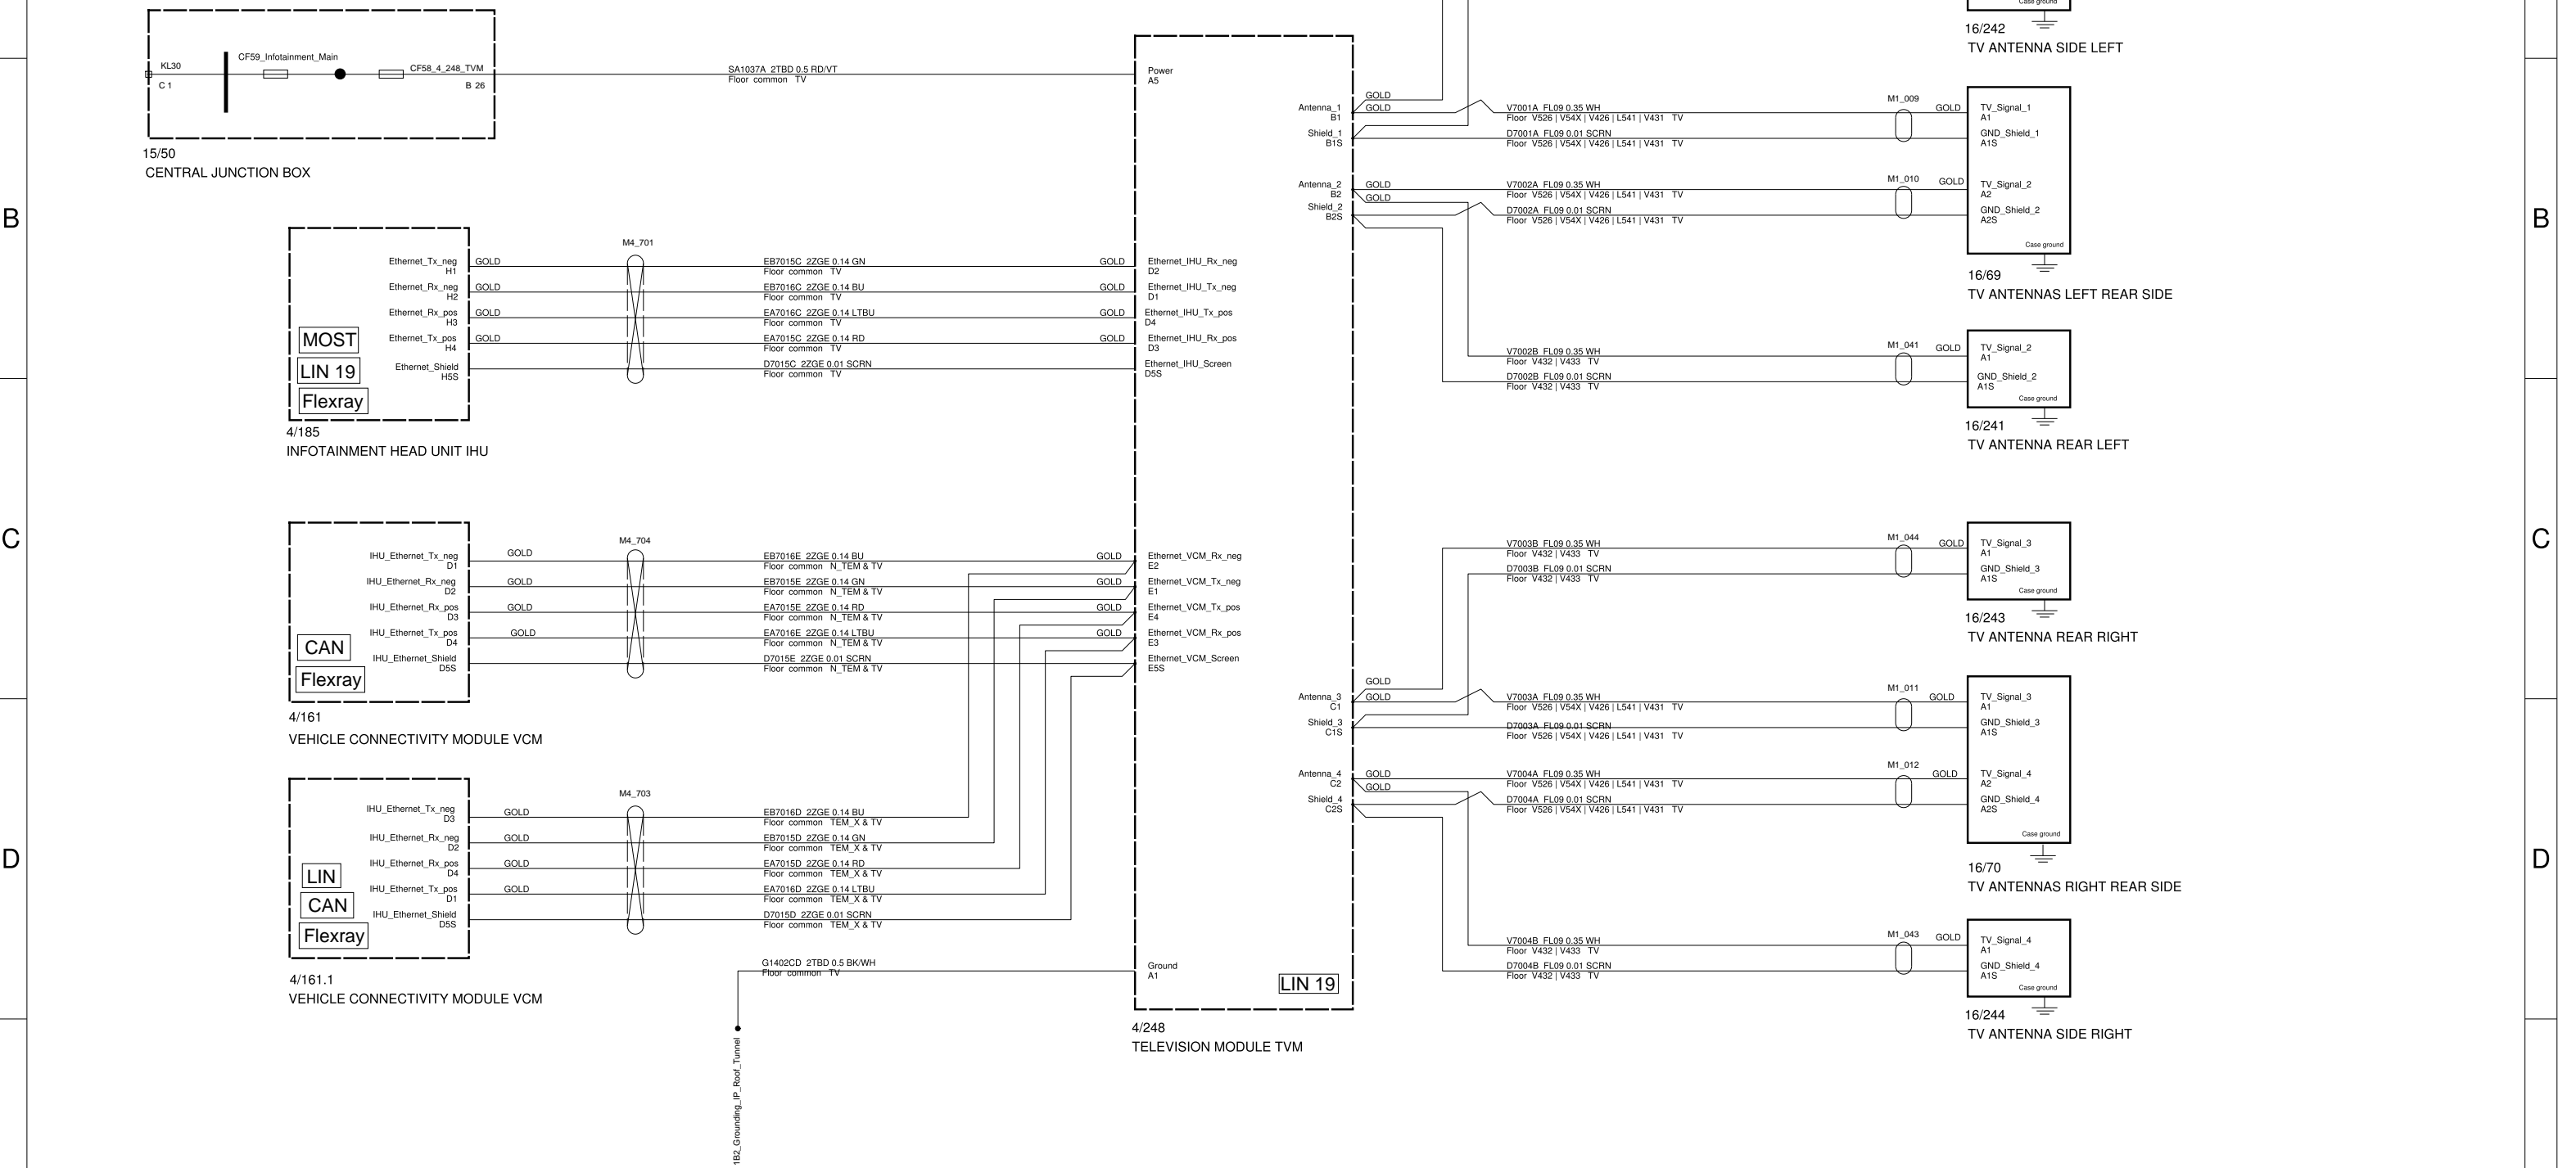 Case ground
16/242
TV ANTENNA SIDE LEFT
KL30
C 1
CF59_Infotainment_Main
CF58_4_248_TVM
B 26
15/50
CENTRAL JUNCTION BOX
SA1037A 2TBD 0.5 RD/VT
Floor common TV
Power
A5
B
B
Ethernet_Tx_neg
H1
Ethernet_Rx_neg
H2
Ethernet_Rx_pos
H3
Ethernet_Tx_pos
H4
Ethernet_Shield
H5S
MOST
LIN 19
Flexray
4/185
INFOTAINMENT HEAD UNIT IHU
GOLD
GOLD
GOLD
GOLD
M4_701
EB7015C 2ZGE 0.14 GN
Floor common TV
EB7016C 2ZGE 0.14 BU
Floor common TV
EA7016C 2ZGE 0.14 LTBU
Floor common TV
EA7015C 2ZGE 0.14 RD
Floor common TV
D7015C 2ZGE 0.01 SCRN
Floor common TV
GOLD
GOLD
GOLD
GOLD
Ethernet_IHU_Rx_neg
D2
Ethernet_IHU_Tx_neg
D1
Ethernet_IHU_Tx_pos
D4
Ethernet_IHU_Rx_pos
D3
Ethernet_IHU_Screen
D5S
C
C
IHU_Ethernet_Tx_neg
D1
IHU_Ethernet_Rx_neg
D2
IHU_Ethernet_Rx_pos
D3
IHU_Ethernet_Tx_pos
D4
IHU_Ethernet_Shield
D5S
CAN
Flexray
4/161
VEHICLE CONNECTIVITY MODULE VCM
GOLD
GOLD
GOLD
GOLD
M4_704
EB7016E 2ZGE 0.14 BU
Floor common N_TEM & TV
EB7015E 2ZGE 0.14 GN
Floor common N_TEM & TV
EA7015E 2ZGE 0.14 RD
Floor common N_TEM & TV
EA7016E 2ZGE 0.14 LTBU
Floor common N_TEM & TV
D7015E 2ZGE 0.01 SCRN
Floor common N_TEM & TV
GOLD
GOLD
GOLD
GOLD
Ethernet_VCM_Rx_neg
E2
Ethernet_VCM_Tx_neg
E1
Ethernet_VCM_Tx_pos
E4
Ethernet_VCM_Rx_pos
E3
Ethernet_VCM_Screen
E5S
D
D
IHU_Ethernet_Tx_neg
D3
IHU_Ethernet_Rx_neg
D2
IHU_Ethernet_Rx_pos
D4
IHU_Ethernet_Tx_pos
D1
IHU_Ethernet_Shield
D5S
LIN
CAN
Flexray
4/161.1
VEHICLE CONNECTIVITY MODULE VCM
GOLD
GOLD
GOLD
GOLD
M4_703
EB7016D 2ZGE 0.14 BU
Floor common TEM_X & TV
EB7015D 2ZGE 0.14 GN
Floor common TEM_X & TV
EA7015D 2ZGE 0.14 RD
Floor common TEM_X & TV
EA7016D 2ZGE 0.14 LTBU
Floor common TEM_X & TV
D7015D 2ZGE 0.01 SCRN
Floor common TEM_X & TV
G1402CD 2TBD 0.5 BK/WH
Floor common TV
1B2_Grounding_IP_Roof_Tunnel
Ground
A1
LIN 19
4/248
TELEVISION MODULE TVM
Antenna_1
B1
Shield_1
B1S
GOLD
GOLD
V7001A FL09 0.35 WH
Floor V526 | V54X | V426 | L541 | V431 TV
D7001A FL09 0.01 SCRN
Floor V526 | V54X | V426 | L541 | V431 TV
M1_009
GOLD
TV_Signal_1
A1
GND_Shield_1
A1S
Antenna_2
B2
Shield_2
B2S
GOLD
GOLD
V7002A FL09 0.35 WH
Floor V526 | V54X | V426 | L541 | V431 TV
D7002A FL09 0.01 SCRN
Floor V526 | V54X | V426 | L541 | V431 TV
M1_010
GOLD
TV_Signal_2
A2
GND_Shield_2
A2S
Case ground
16/69
TV ANTENNAS LEFT REAR SIDE
V7002B FL09 0.35 WH
Floor V432 | V433 TV
D7002B FL09 0.01 SCRN
Floor V432 | V433 TV
M1_041
GOLD
TV_Signal_2
A1
GND_Shield_2
A1S
Case ground
16/241
TV ANTENNA REAR LEFT
V7003B FL09 0.35 WH
Floor V432 | V433 TV
D7003B FL09 0.01 SCRN
Floor V432 | V433 TV
M1_044
GOLD
TV_Signal_3
A1
GND_Shield_3
A1S
Case ground
16/243
TV ANTENNA REAR RIGHT
Antenna_3
C1
Shield_3
C1S
GOLD
GOLD
V7003A FL09 0.35 WH
Floor V526 | V54X | V426 | L541 | V431 TV
D7003A FL09 0.01 SCRN
Floor V526 | V54X | V426 | L541 | V431 TV
M1_011
GOLD
TV_Signal_3
A1
GND_Shield_3
A1S
Antenna_4
C2
Shield_4
C2S
GOLD
GOLD
V7004A FL09 0.35 WH
Floor V526 | V54X | V426 | L541 | V431 TV
D7004A FL09 0.01 SCRN
Floor V526 | V54X | V426 | L541 | V431 TV
M1_012
GOLD
TV_Signal_4
A2
GND_Shield_4
A2S
Case ground
16/70
TV ANTENNAS RIGHT REAR SIDE
V7004B FL09 0.35 WH
Floor V432 | V433 TV
D7004B FL09 0.01 SCRN
Floor V432 | V433 TV
M1_043
GOLD
TV_Signal_4
A1
GND_Shield_4
A1S
Case ground
16/244
TV ANTENNA SIDE RIGHT